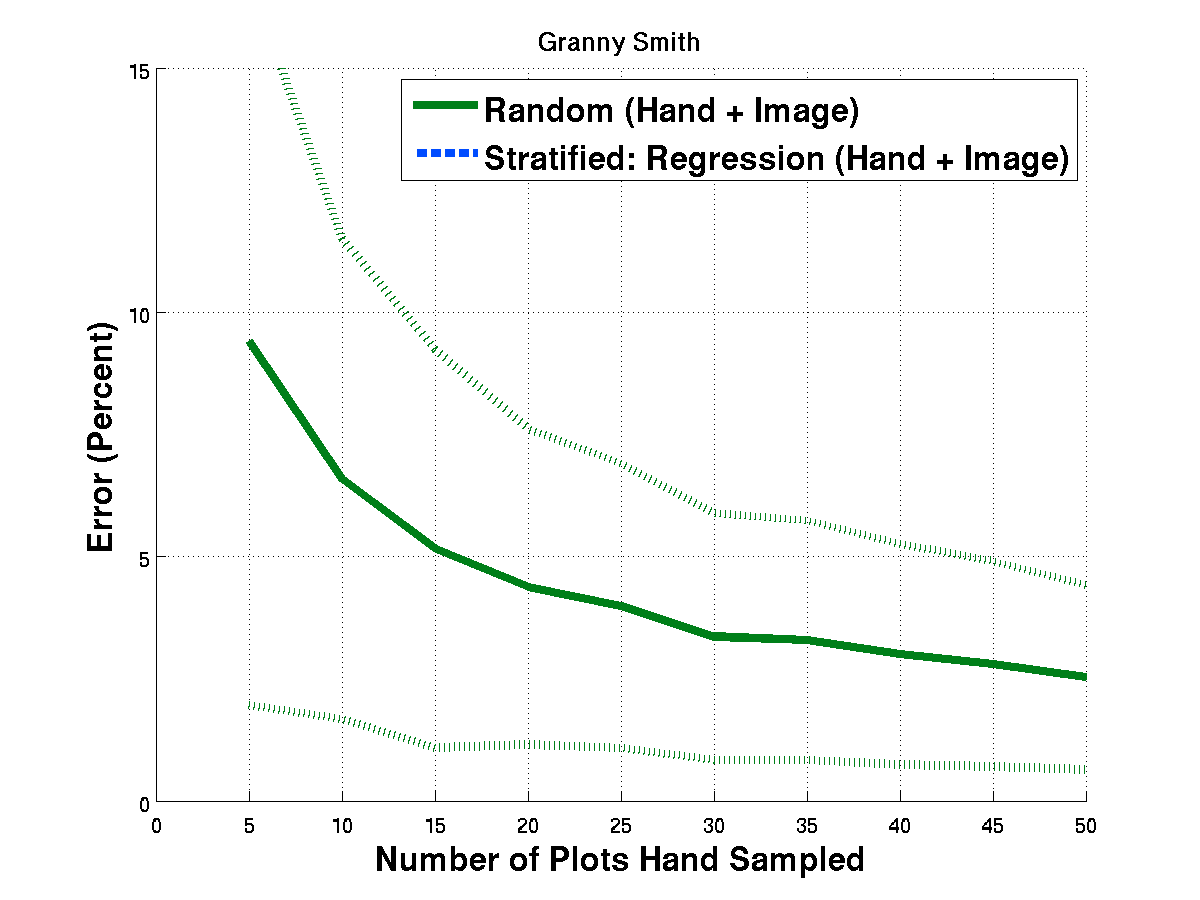 Granny Smith
Random (Hand + Image)
Stratified: Regression (Hand + Image)
15
10
5
0
Error (Percent)
0 5 10 15 20 25 30 35 40 45 50
Number of Plots Hand Sampled